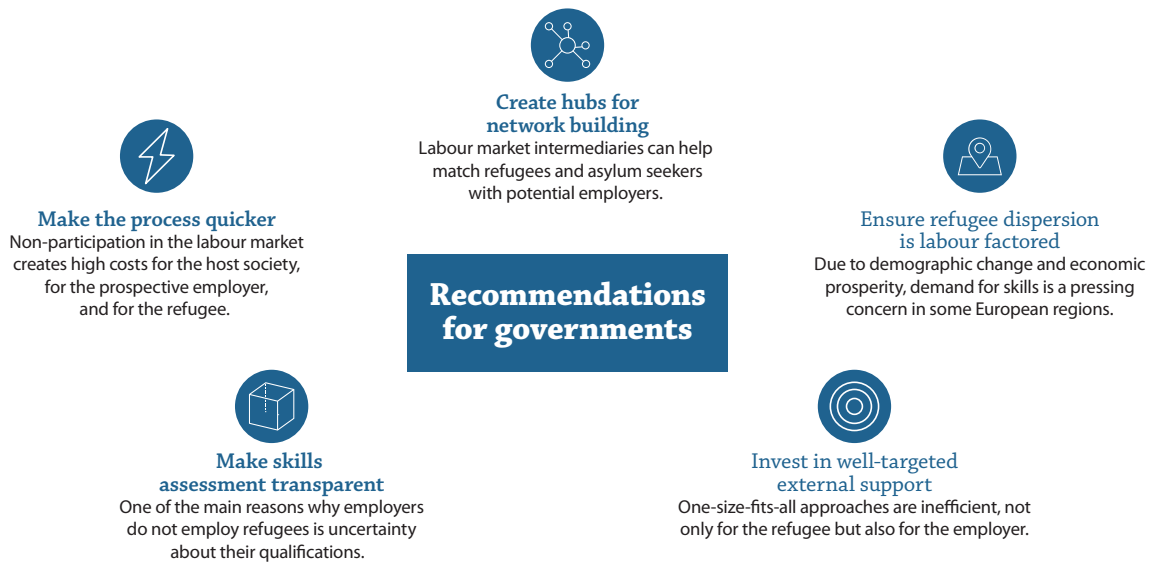 Create hubs for
network building
Labour market intermediaries can help
match refugees and asylum seekers
with potential employers.
Make the process quicker
Non-participation in the labour market
creates high costs for the host society,
for the prospective employer,
and for the refugee.
Ensure refugee dispersion
is labour factored
Due to demographic change and economic
prosperity, demand for skills is a pressing
concern in some European regions.
Recommendations
for governments
Make skills
assessment transparent
One of the main reasons why employers
do not employ refugees is uncertainty
about their qualifications.
Invest in well-targeted
external support
One-size-fits-all approaches are inefficient, not
only for the refugee but also for the employer.